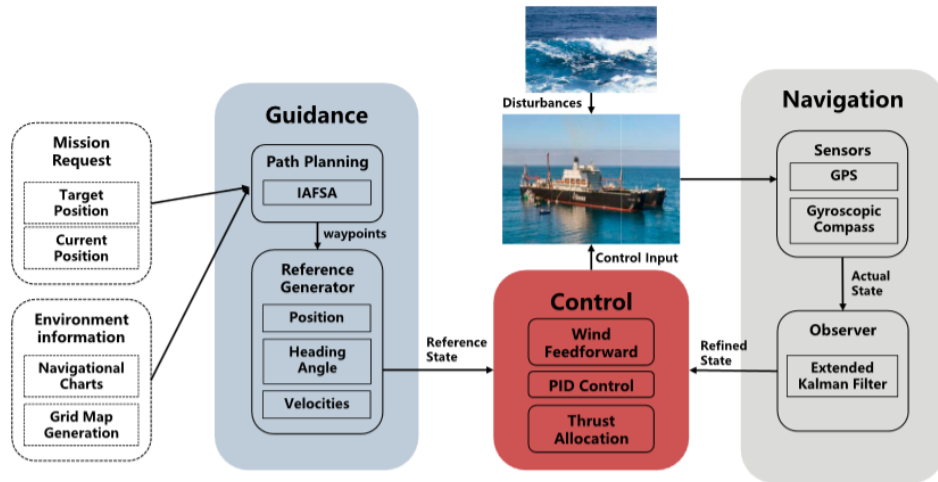 Mission
Request
Target
Position
Current
Position
Environment
information
Navigational
Charts
Grid Map
Generation
Guidance
Path Planning
IAFSA
waypoints
Reference
Generator
Position
Heading
Angle
Velocities
Reference
State
Disturbances
Control Input
Control
Wind
Feedforward
PID Control
Thrust
Allocation
Navigation
Sensors
GPS
Gyroscopic
Compass
Actual
State
Observer
Extended
Kalman Filter
Refined
State